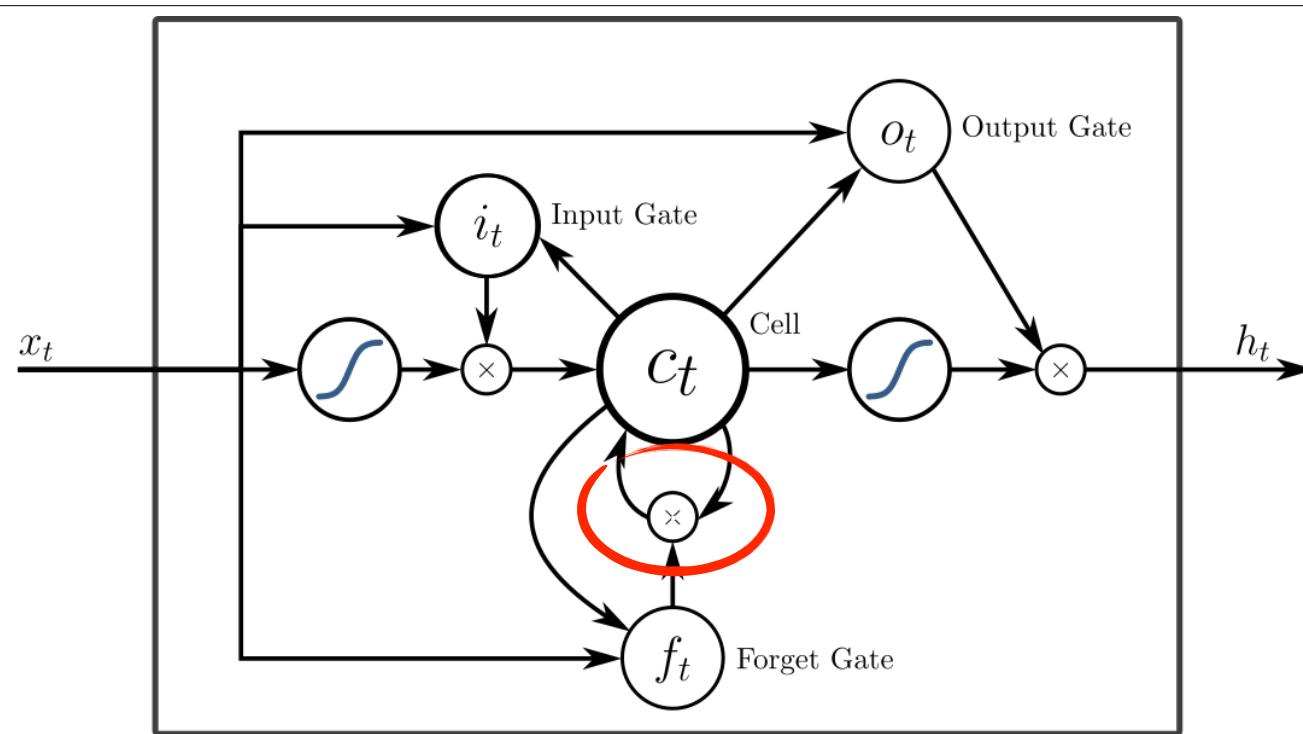 o_t Output Gate
i_t Input Gate
Cell
x_t
×
c_t
×
h_t
×
f_t Forget Gate